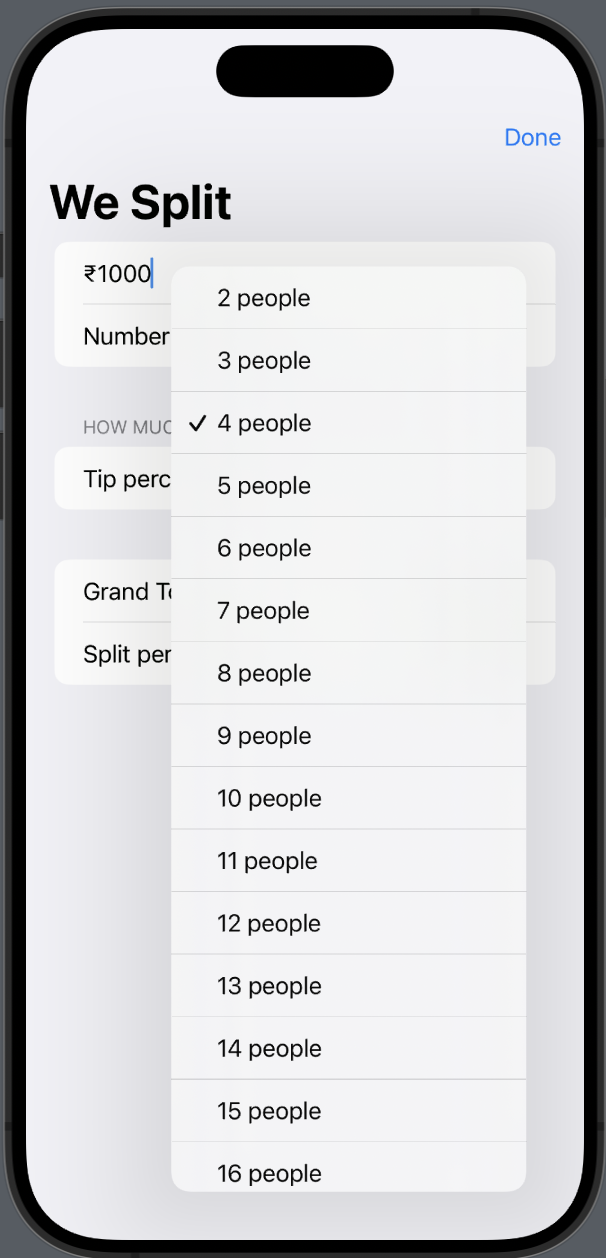 Done
We Split
₹1000
Number
HOW MUC
Tip perc
Grand To
Split per
2 people
3 people
✓ 4 people
5 people
6 people
7 people
8 people
9 people
10 people
11 people
12 people
13 people
14 people
15 people
16 people